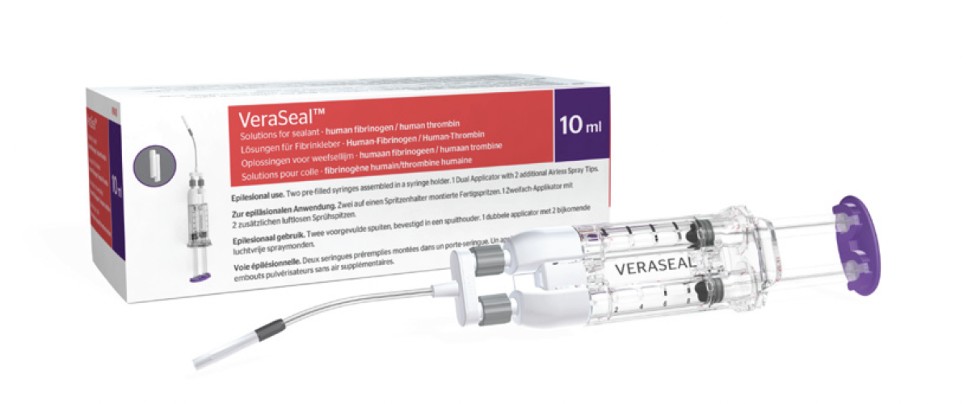 VeraSeal™
Solutions for sealant - human fibrinogen / human thrombin
Lösungen für Fibrinkleber - Human-Fibrinogen / Human-Thrombin
Oplossingen voor weefsellijm - humaan fibrinogeen / humaan trombine
Solutions pour colle - fibrinogène humain/thrombine humaine
10 ml
Epilesional use. Two pre-filled syringes assembled in a syringe holder. 1 Dual Applicator with 2 additional Airless Spray Tips.
Zur epiläsionalen Anwendung. Zwei auf einen Spritzenhalter montierte Fertigspritzen. 1 Zweifach-Applikator mit
2 zusätzlichen luftlosen Sprühspitzen.
Epilesionaal gebruik. Twee voorgevulde spuiten, bevestigd in een spuithouder. 1 dubbele applicator met 2 bijkomende
luchtvrije spraymonden.
Voie épilésionnelle. Deux seringues préremplies montées dans un porte-seringue. Un
embouts pulvérisateurs sans air supplémentaires.
10 ml
VERASEAL